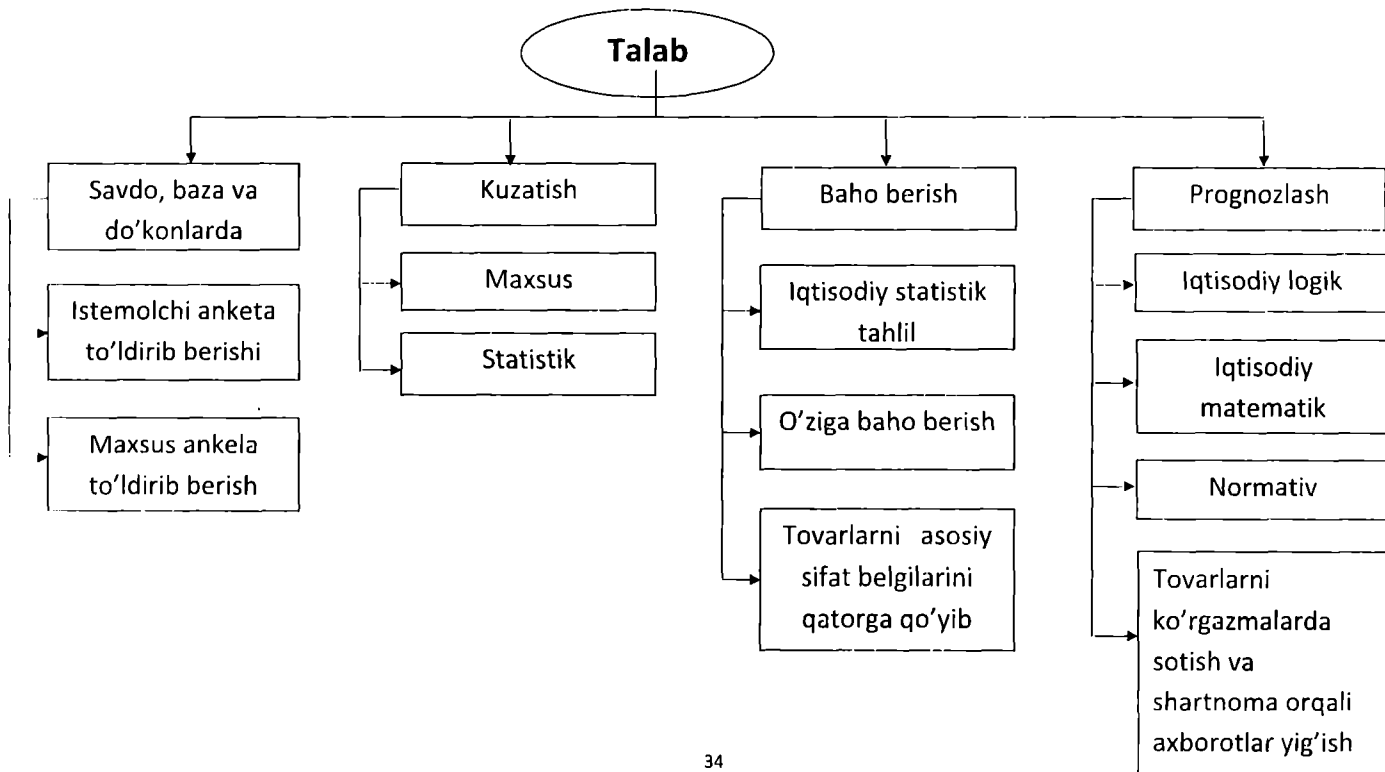 Talab
Savdo, baza va
do'konlarda
Istemolchi anketa
to'ldirib berishi
Maxsus ankela
to'ldirib berish
Kuzatish
Maxsus
Statistik
Baho berish
Iqtisodiy statistik
tahlil
O'ziga baho berish
Tovarlarni asosiy
sifat belgilarini
qatorga qo'yib
Prognozlash
Iqtisodiy logik
Iqtisodiy
matematik
Normativ
Tovarlarni
ko'rgazmalarda
sotish va
shartnoma orqali
axborotlar yig'ish
34